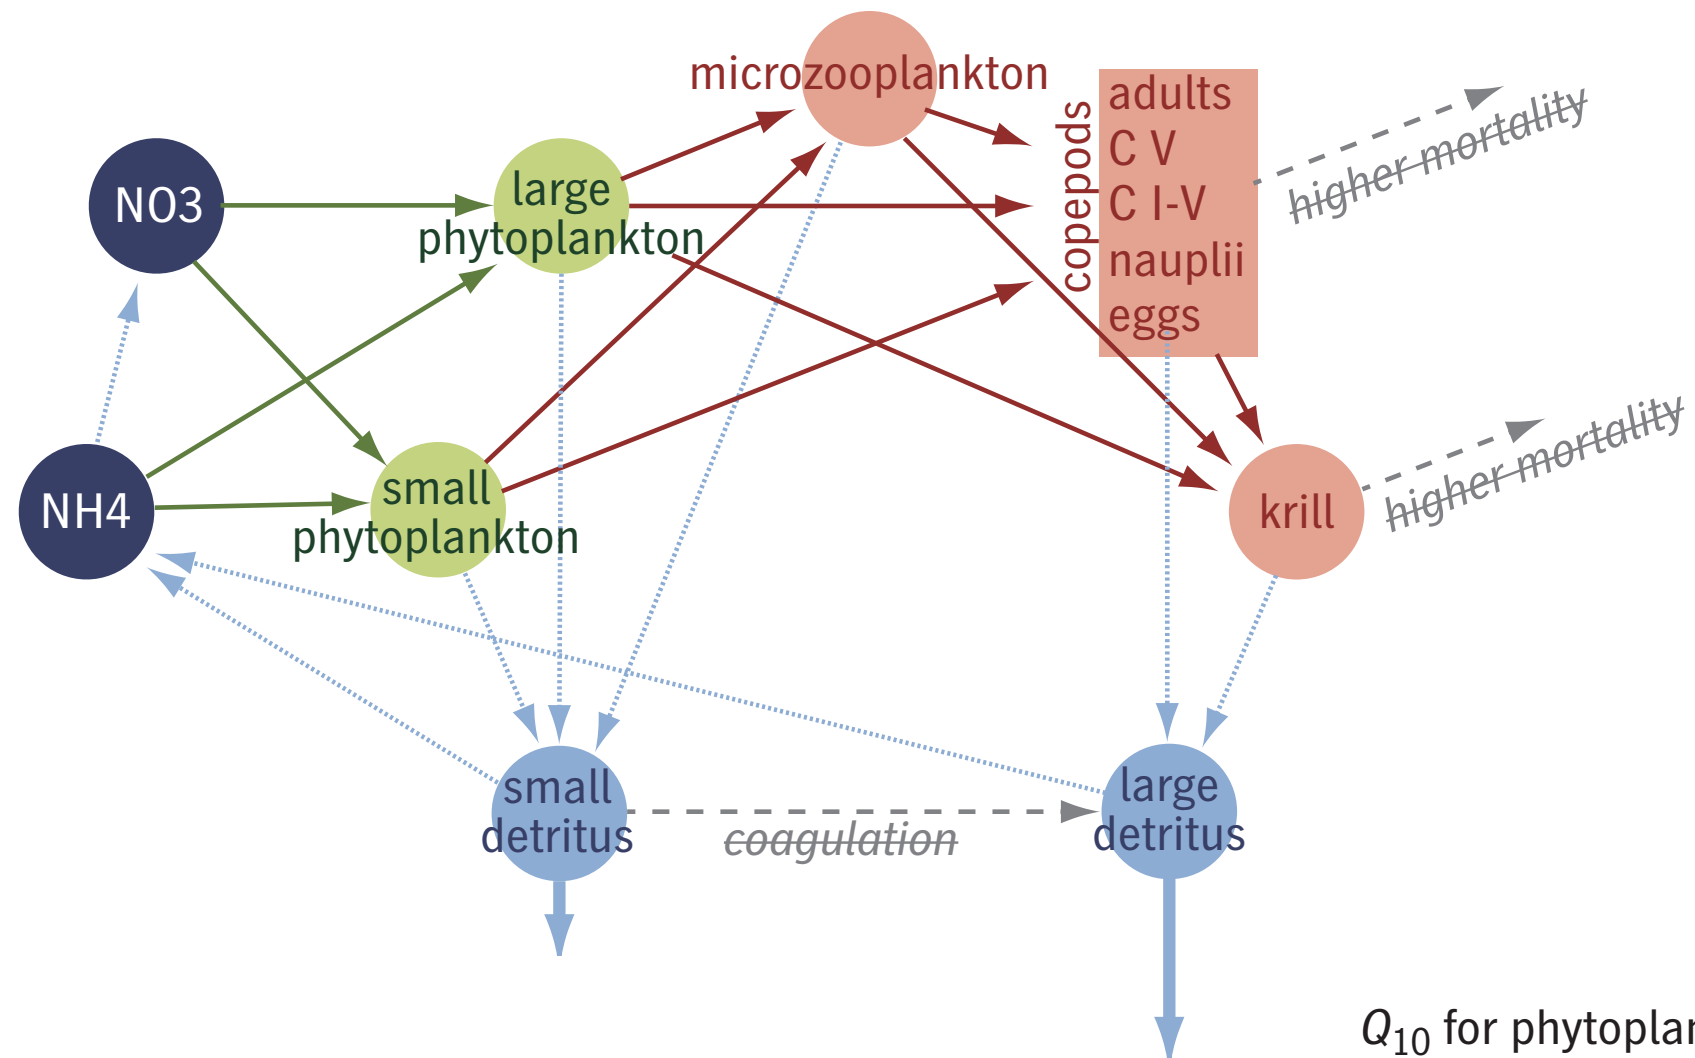 microzooplankton
copepods
adults
C V
C I-V
nauplii
eggs
higher mortality
NO3
large
phytoplankton
NH4
small
phytoplankton
krill
higher mortality
small
detritus
coagulation
large
detritus
Q10 for phytoplan